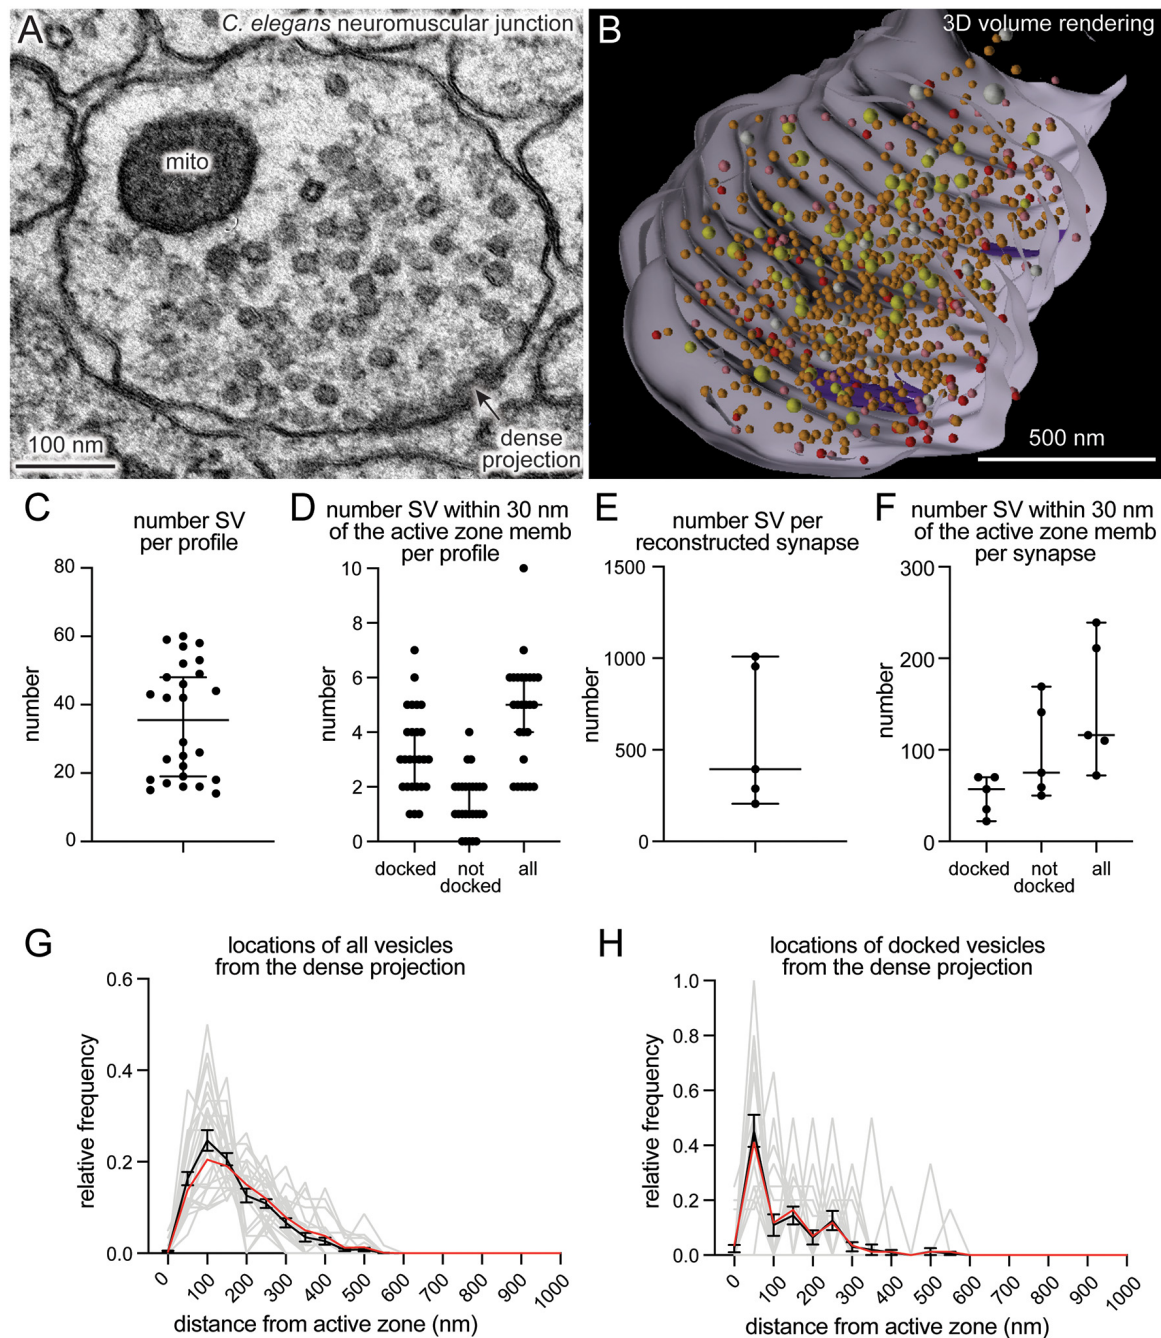 A
C. elegans neuromuscular junction
mito
100 nm
dense
projection
B
3D volume rendering
500 nm
C
number SV
per profile
number
80
60
40
20
0
D
number SV within 30 nm
of the active zone memb
per profile
10
8
6
4
2
0
docked
not
docked
all
E
number SV per
reconstructed synapse
number
1500
1000
500
0
F
number SV within 30 nm
of the active zone memb
per synapse
number
300
200
100
0
docked
not
docked
all
G
locations of all vesicles
from the dense projection
relative frequency
0.6
0.4
0.2
0.0
0
100
200
300
400
500
600
700
800
900
1000
distance from active zone (nm)
H
locations of docked vesicles
from the dense projection
relative frequency
1.0
0.8
0.6
0.4
0.2
0.0
0
100
200
300
400
500
600
700
800
900
1000
distance from active zone (nm)